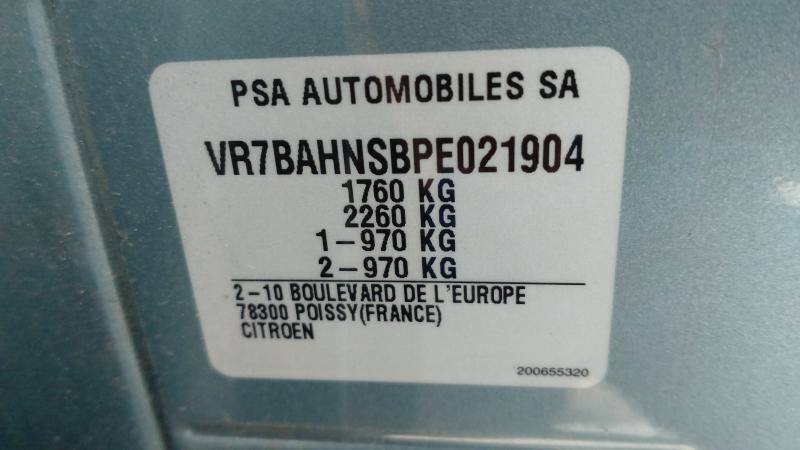 PSA AUTOMOBILES SA
VR7BAHNSBPE021904
1760 KG
2260 KG
1-970 KG
2-970 KG
2-10 BOULEVARD DE L'EUROPE
78300 POISSY(FRANCE)
CITROEN
200655320